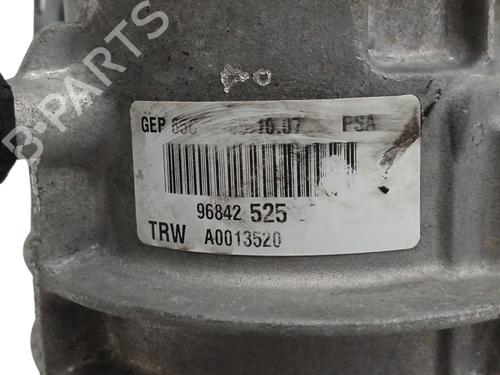 B-PARTS
GEP 10.07 PSA
96842 525
TRW A0013520